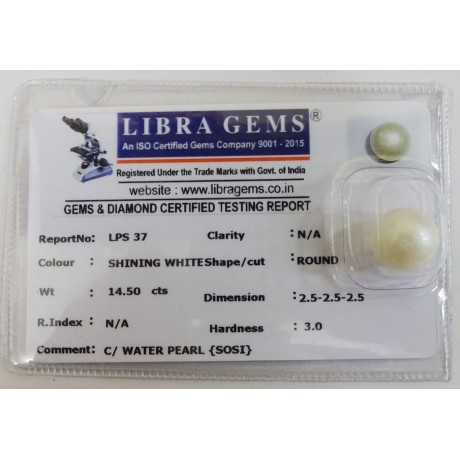 LIBRA GEMS ®
An ISO Certified Gems Company 9001 - 2015
Registered Under the Trade Marks with Govt. of India
website : www.libragems.co.in
GEMS & DIAMOND CERTIFIED TESTING REPORT
ReportNo: LPS 37 Clarity : N/A
Colour : SHINING WHITE Shape/cut : ROUND
Wt : 14.50 cts Dimension : 2.5-2.5-2.5
R.Index : N/A Hardness : 3.0
Comment: C/ WATER PEARL {SOSI}